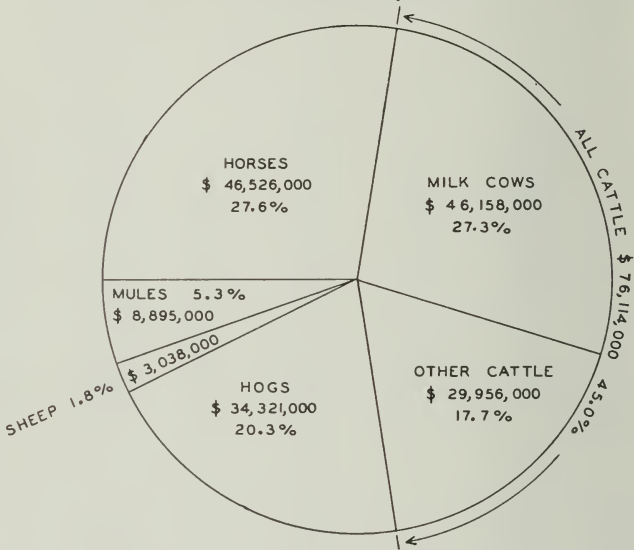 HORSES
$ 46,526,000
27.6%
MILK COWS
$ 46,158,000
27.3%
ALL CATTLE $ 76,114,000 45.0%
MULES 5.3%
$ 8,895,000
$ 3,038,000
SHEEP 1.8%
HOGS
$ 34,321,000
20.3%
OTHER CATTLE
$ 29,956,000
17.7%